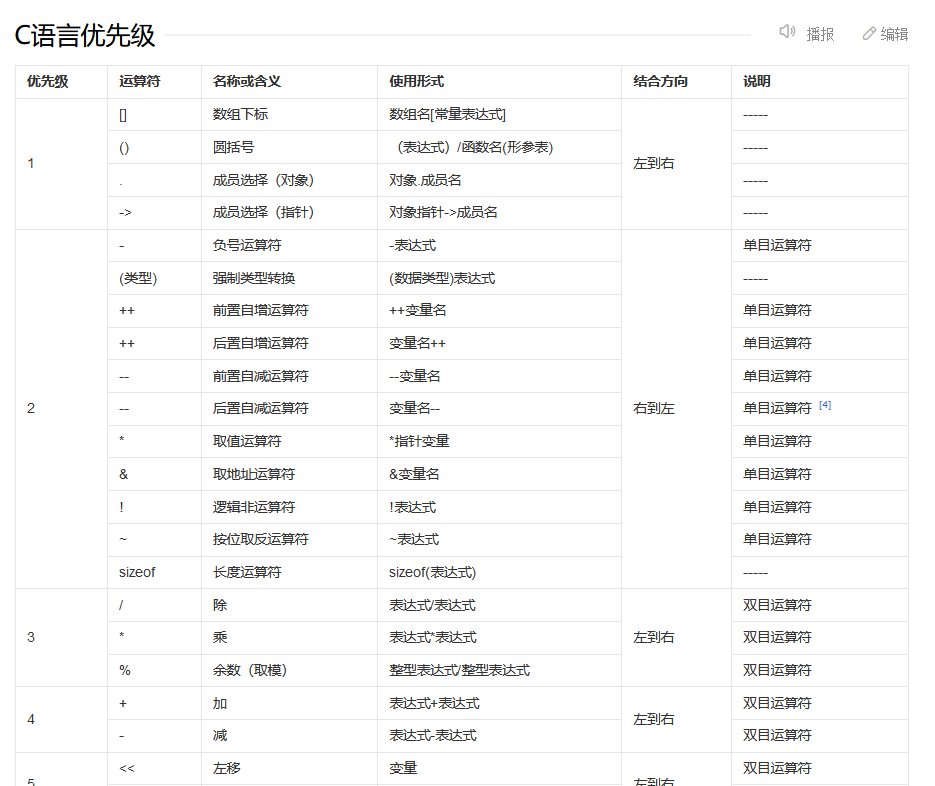 C语言优先级
播报 编辑
优先级 运算符 名称或含义 使用形式 结合方向 说明
1 [] 数组下标 数组名[常量表达式] 左到右 -----
() 圆括号 （表达式）/函数名(形参表) -----
. 成员选择（对象） 对象.成员名 -----
-> 成员选择（指针） 对象指针->成员名 -----
2 - 负号运算符 -表达式 右到左 单目运算符
(类型) 强制类型转换 (数据类型)表达式 -----
++ 前置自增运算符 ++变量名 单目运算符
++ 后置自增运算符 变量名++ 单目运算符
-- 前置自减运算符 --变量名 单目运算符
-- 后置自减运算符 变量名-- 单目运算符 [4]
* 取值运算符 *指针变量 单目运算符
& 取地址运算符 &变量名 单目运算符
! 逻辑非运算符 !表达式 单目运算符
~ 按位取反运算符 ~表达式 单目运算符
sizeof 长度运算符 sizeof(表达式) -----
3 / 除 表达式/表达式 左到右 双目运算符
* 乘 表达式*表达式 双目运算符
% 余数（取模） 整型表达式/整型表达式 双目运算符
4 + 加 表达式+表达式 左到右 双目运算符
- 减 表达式-表达式 双目运算符
5 << 左移 变量 左到右 双目运算符